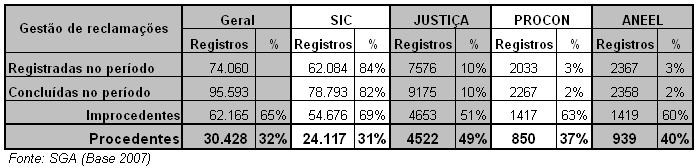 Gestão de reclamações Geral SIC JUSTIÇA PROCON ANEEL
Registros % Registros % Registros % Registros % Registros %
Registradas no período 74.060 62.084 84% 7576 10% 2033 3% 2367 3%
Concluídas no período 95.593 78.793 82% 9175 10% 2267 2% 2358 2%
Improcedentes 62.165 65% 54.676 69% 4653 51% 1417 63% 1419 60%
Procedentes 30.428 32% 24.117 31% 4522 49% 850 37% 939 40%
Fonte: SGA (Base 2007)